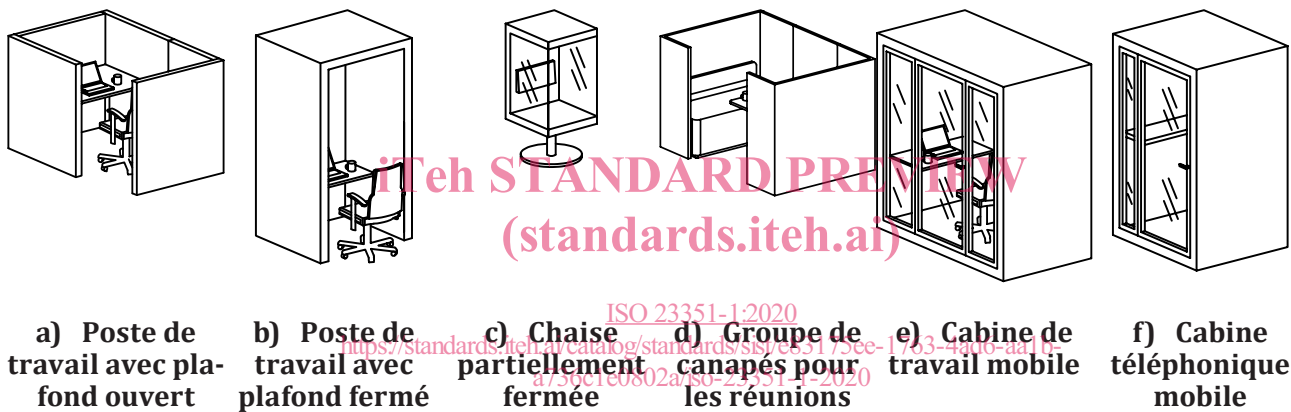 iTeh STANDARD PREVIEW
(standards.iteh.ai)
ISO 23351-1:2020
https://standards.iteh.ai/catalog/standards/sist/e83175ee-1763-4ad6-aa1b-
a736c1e0802a/iso-23351-1-2020
a) Poste de
travail avec pla-
fond ouvert
b) Poste de
travail avec
plafond fermé
c) Chaise
partiellement
fermée
d) Groupe de
canapés pour
les réunions
e) Cabine de
travail mobile
f) Cabine
téléphonique
mobile